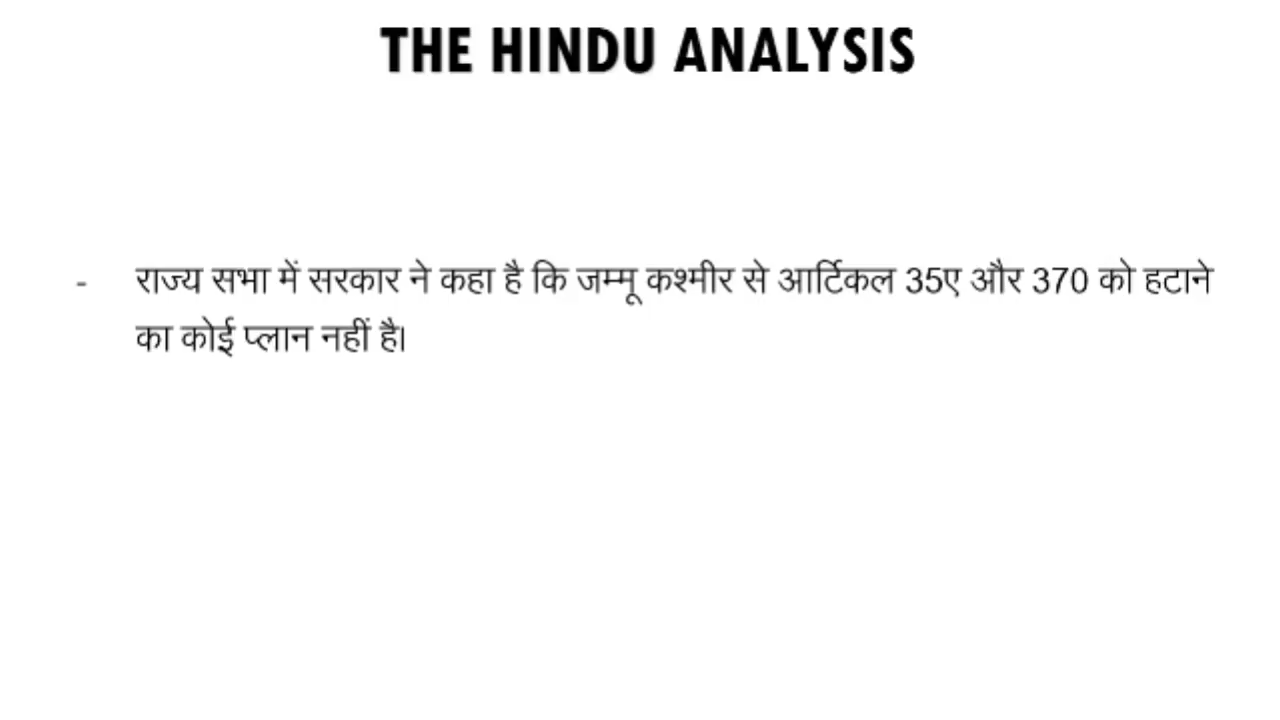 THE HINDU ANALYSIS
- राज्य सभा में सरकार ने कहा है कि जम्मू कश्मीर से आर्टिकल 35ए और 370 को हटाने
का कोई प्लान नहीं है।